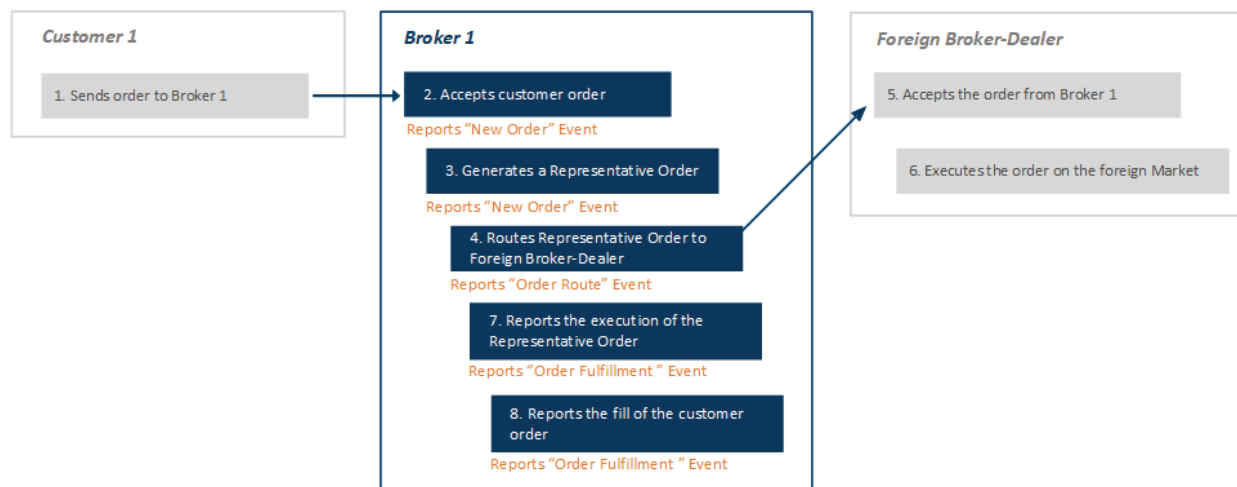 Customer 1
1. Sends order to Broker 1
Broker 1
2. Accepts customer order
Reports “New Order” Event
3. Generates a Representative Order
Reports “New Order” Event
4. Routes Representative Order to
Foreign Broker-Dealer
Reports “Order Route” Event
7. Reports the execution of the
Representative Order
Reports “Order Fulfillment ” Event
8. Reports the fill of the customer
order
Reports “Order Fulfillment ” Event
Foreign Broker-Dealer
5. Accepts the order from Broker 1
6. Executes the order on the foreign Market